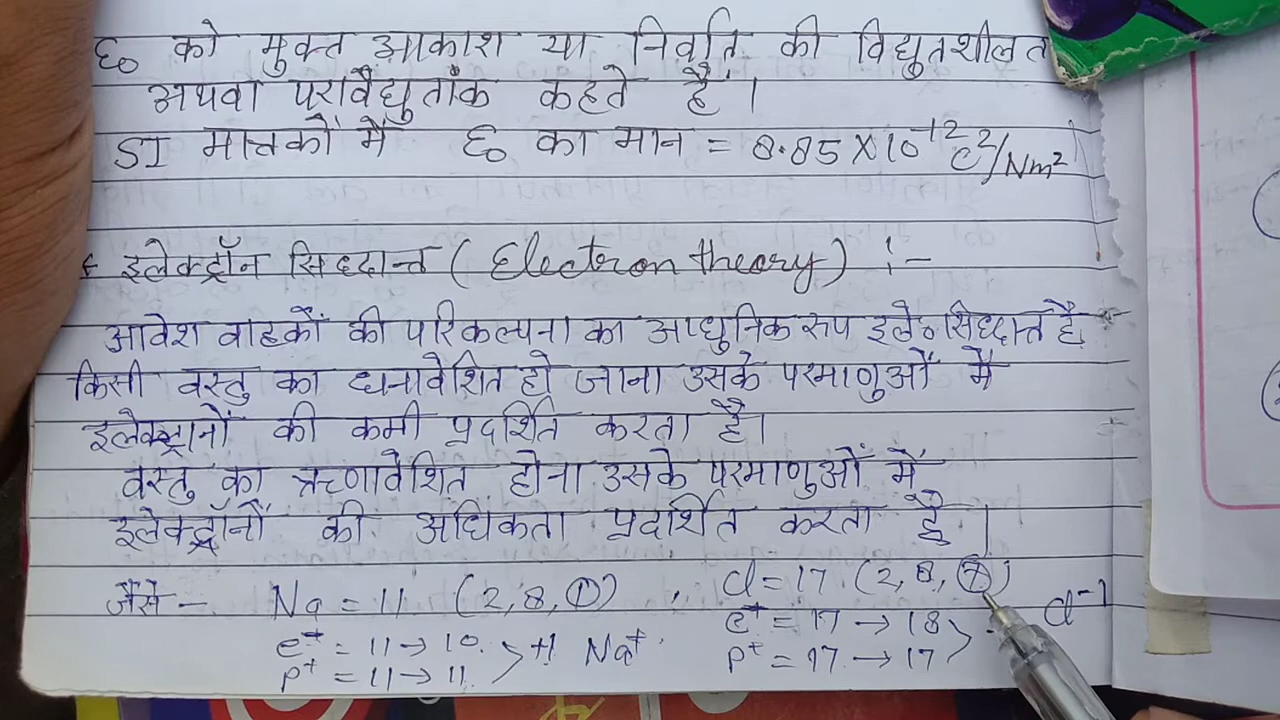 ε₀ को मुक्त आकाश या निर्वात की विद्युतशीलत
अथवा परावैद्युतांक कहते हैं।
SI मात्रकों में ε₀ का मान = 8.85 × 10⁻¹² C²/Nm²
* इलेक्ट्रॉन सिद्धान्त (Electron theory) :-
आवेश वाहकों की परिकल्पना का आधुनिक रूप इले० सिद्धान्त है,
किसी वस्तु का धनावेशित हो जाना उसके परमाणुओं में
इलेक्ट्रानों की कमी प्रदर्शित करता है।
वस्तु का ऋणावेशित होना उसके परमाणुओं में
इलेक्ट्रॉनों की अधिकता प्रदर्शित करता है।
जैसे - Na = 11 (2, 8, 1) , Cl = 17 (2, 8, 7)
e⁺ = 11 → 10 > +1 Na⁺ e⁺ = 17 → 18 > - Cl⁻¹
P⁺ = 11 → 11 P⁺ = 17 → 17